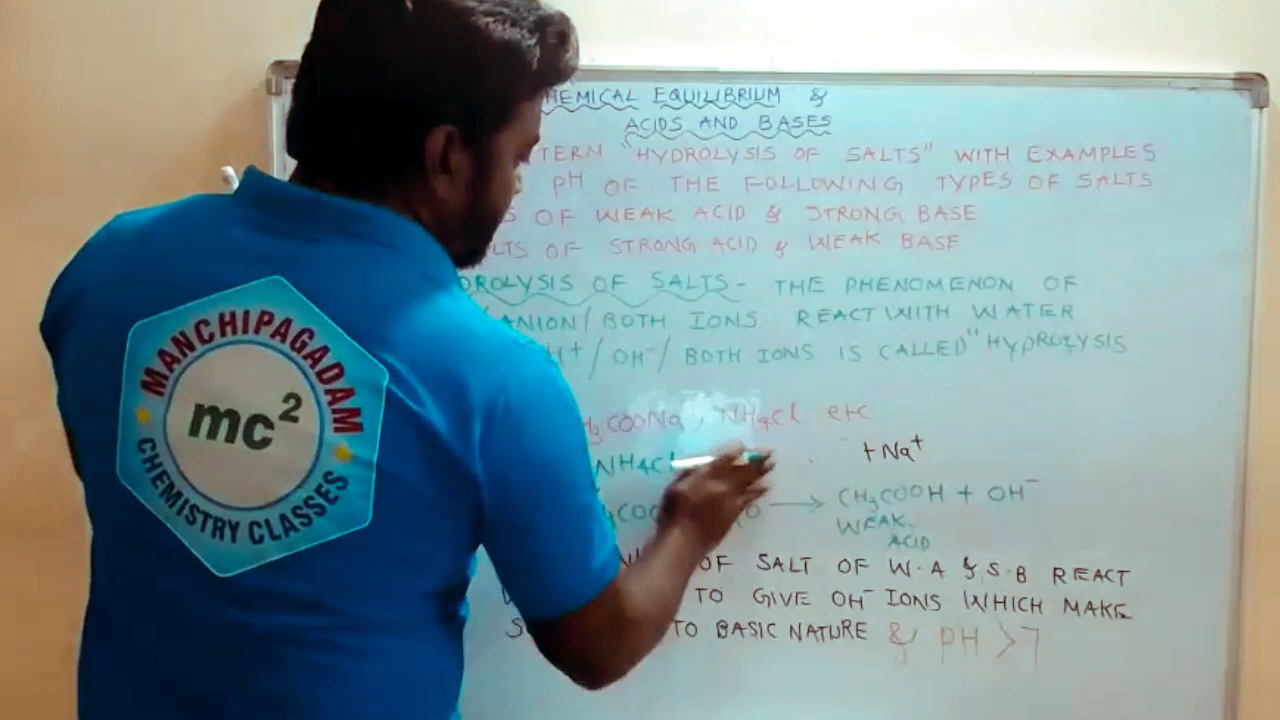 HEMICAL EQUILIBRIUM &
ACIDS AND BASES
TERM "HYDROLYSIS OF SALTS" WITH EXAMPLES
PH OF THE FOLLOWING TYPES OF SALTS
S OF WEAK ACID & STRONG BASE
LTS OF STRONG ACID & WEAK BASE
DROLYSIS OF SALTS - THE PHENOMENON OF
/ANION/BOTH IONS REACT WITH WATER
H⁺/OH⁻/BOTH IONS IS CALLED "HYDROLYSIS
H₃COONa, NH₄Cl etc
NH₄Cl
+Na⁺
₃COO O → CH₃COOH + OH⁻
WEAK
ACID
OF SALT OF W.A & S.B REACT
TO GIVE OH⁻ IONS WHICH MAKE
S TO BASIC NATURE & PH >7
MANCHIPAGADAM
mc²
CHEMISTRY CLASSES